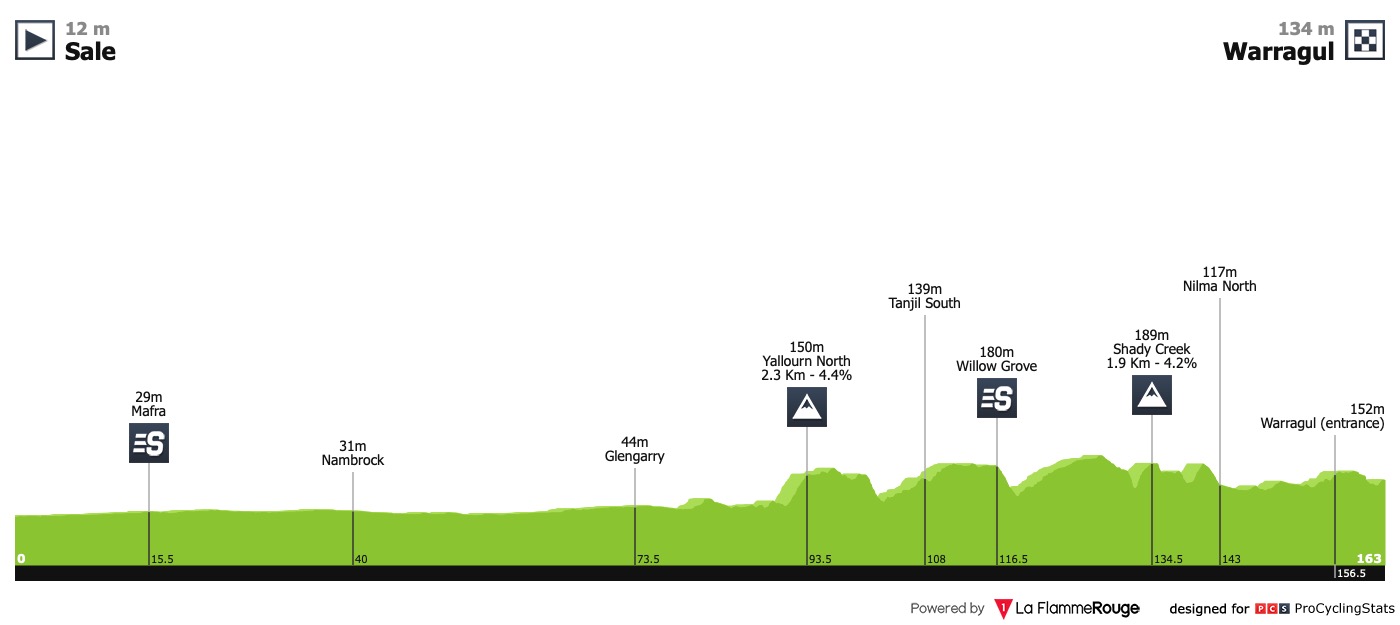 12 m
Sale
134 m
Warragul
117m
Nilma North
139m
Tanjil South
189m
Shady Creek
1.9 Km - 4.2%
150m
Yallourn North
2.3 Km - 4.4%
180m
Willow Grove
S
29m
Mafra
S
152m
Warragul (entrance)
44m
Glengarry
31m
Nambrock
0
15.5
40
73.5
93.5
108
116.5
134.5
143
163
156.5
Powered by 1 La FlammeRouge
designed for PCS ProCyclingStats